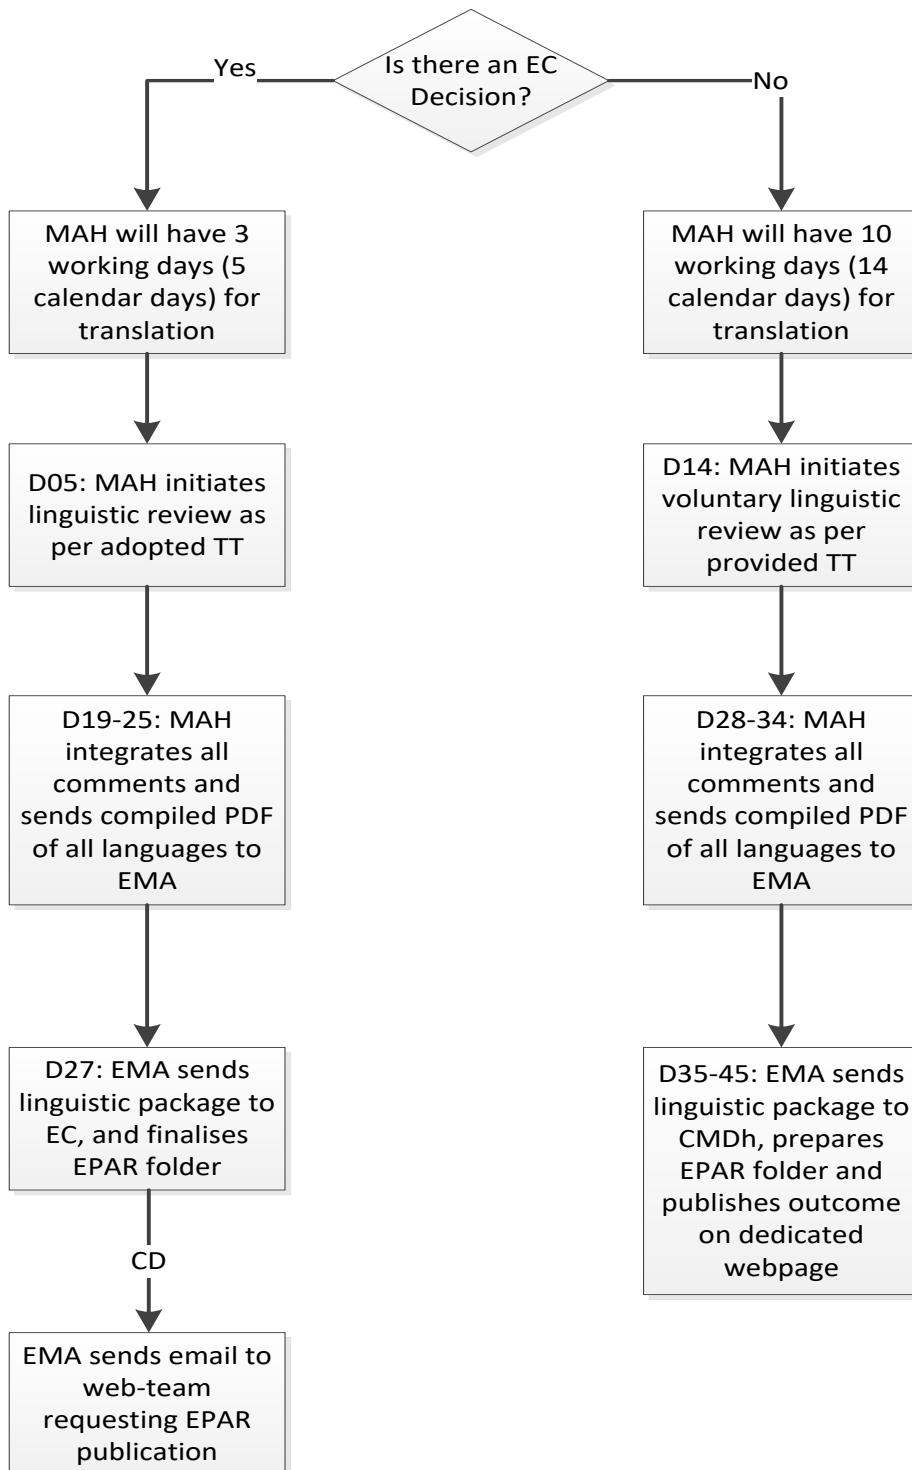 Is there an EC
Decision?
Yes
No
MAH will have 3
working days (5
calendar days) for
translation
MAH will have 10
working days (14
calendar days) for
translation
D05: MAH initiates
linguistic review as
per adopted TT
D14: MAH initiates
voluntary linguistic
review as per
provided TT
D19-25: MAH
integrates all
comments and
sends compiled PDF
of all languages to
EMA
D28-34: MAH
integrates all
comments and
sends compiled PDF
of all languages to
EMA
D27: EMA sends
linguistic package to
EC, and finalises
EPAR folder
D35-45: EMA sends
linguistic package to
CMDh, prepares
EPAR folder and
publishes outcome
on dedicated
webpage
CD
EMA sends email to
web-team
requesting EPAR
publication